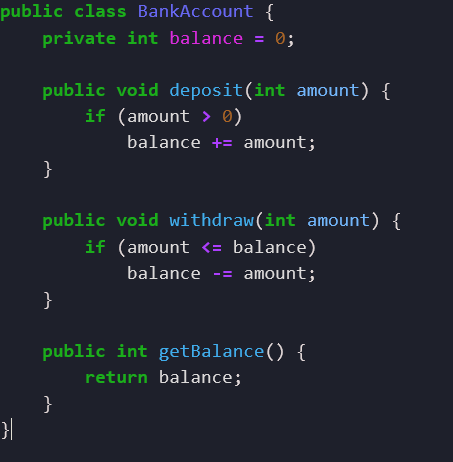 public class BankAccount {
    private int balance = 0;

    public void deposit(int amount) {
        if (amount > 0)
            balance += amount;
    }

    public void withdraw(int amount) {
        if (amount <= balance)
            balance -= amount;
    }

    public int getBalance() {
        return balance;
    }
}